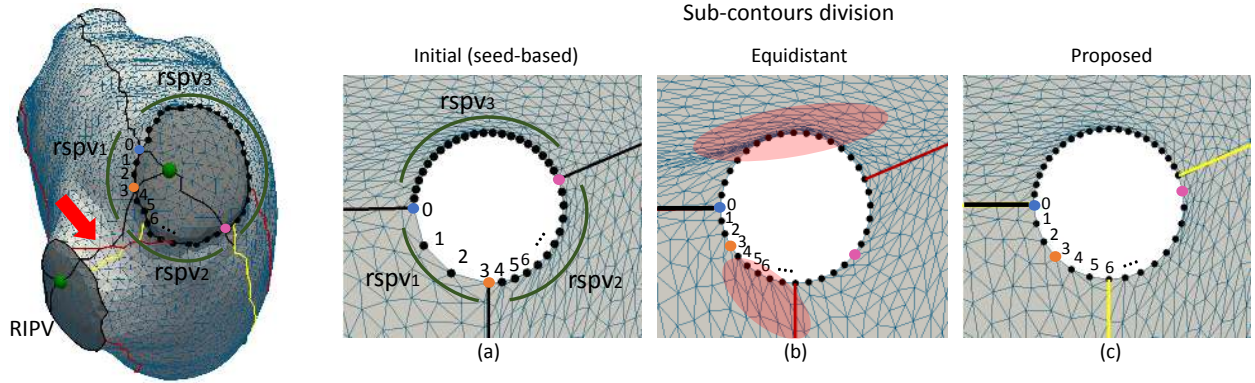 Sub-contours division
Initial (seed-based)
Equidistant
Proposed
rspv3
rspv1
0
1
2
3
4
5
6
...
rspv2
RIPV
rspv3
0
1
2
3
4
5
6
...
rspv1
rspv2
(a)
0
1
2
3
4
5
6
...
(b)
0
1
2
3
4
5
6
...
(c)